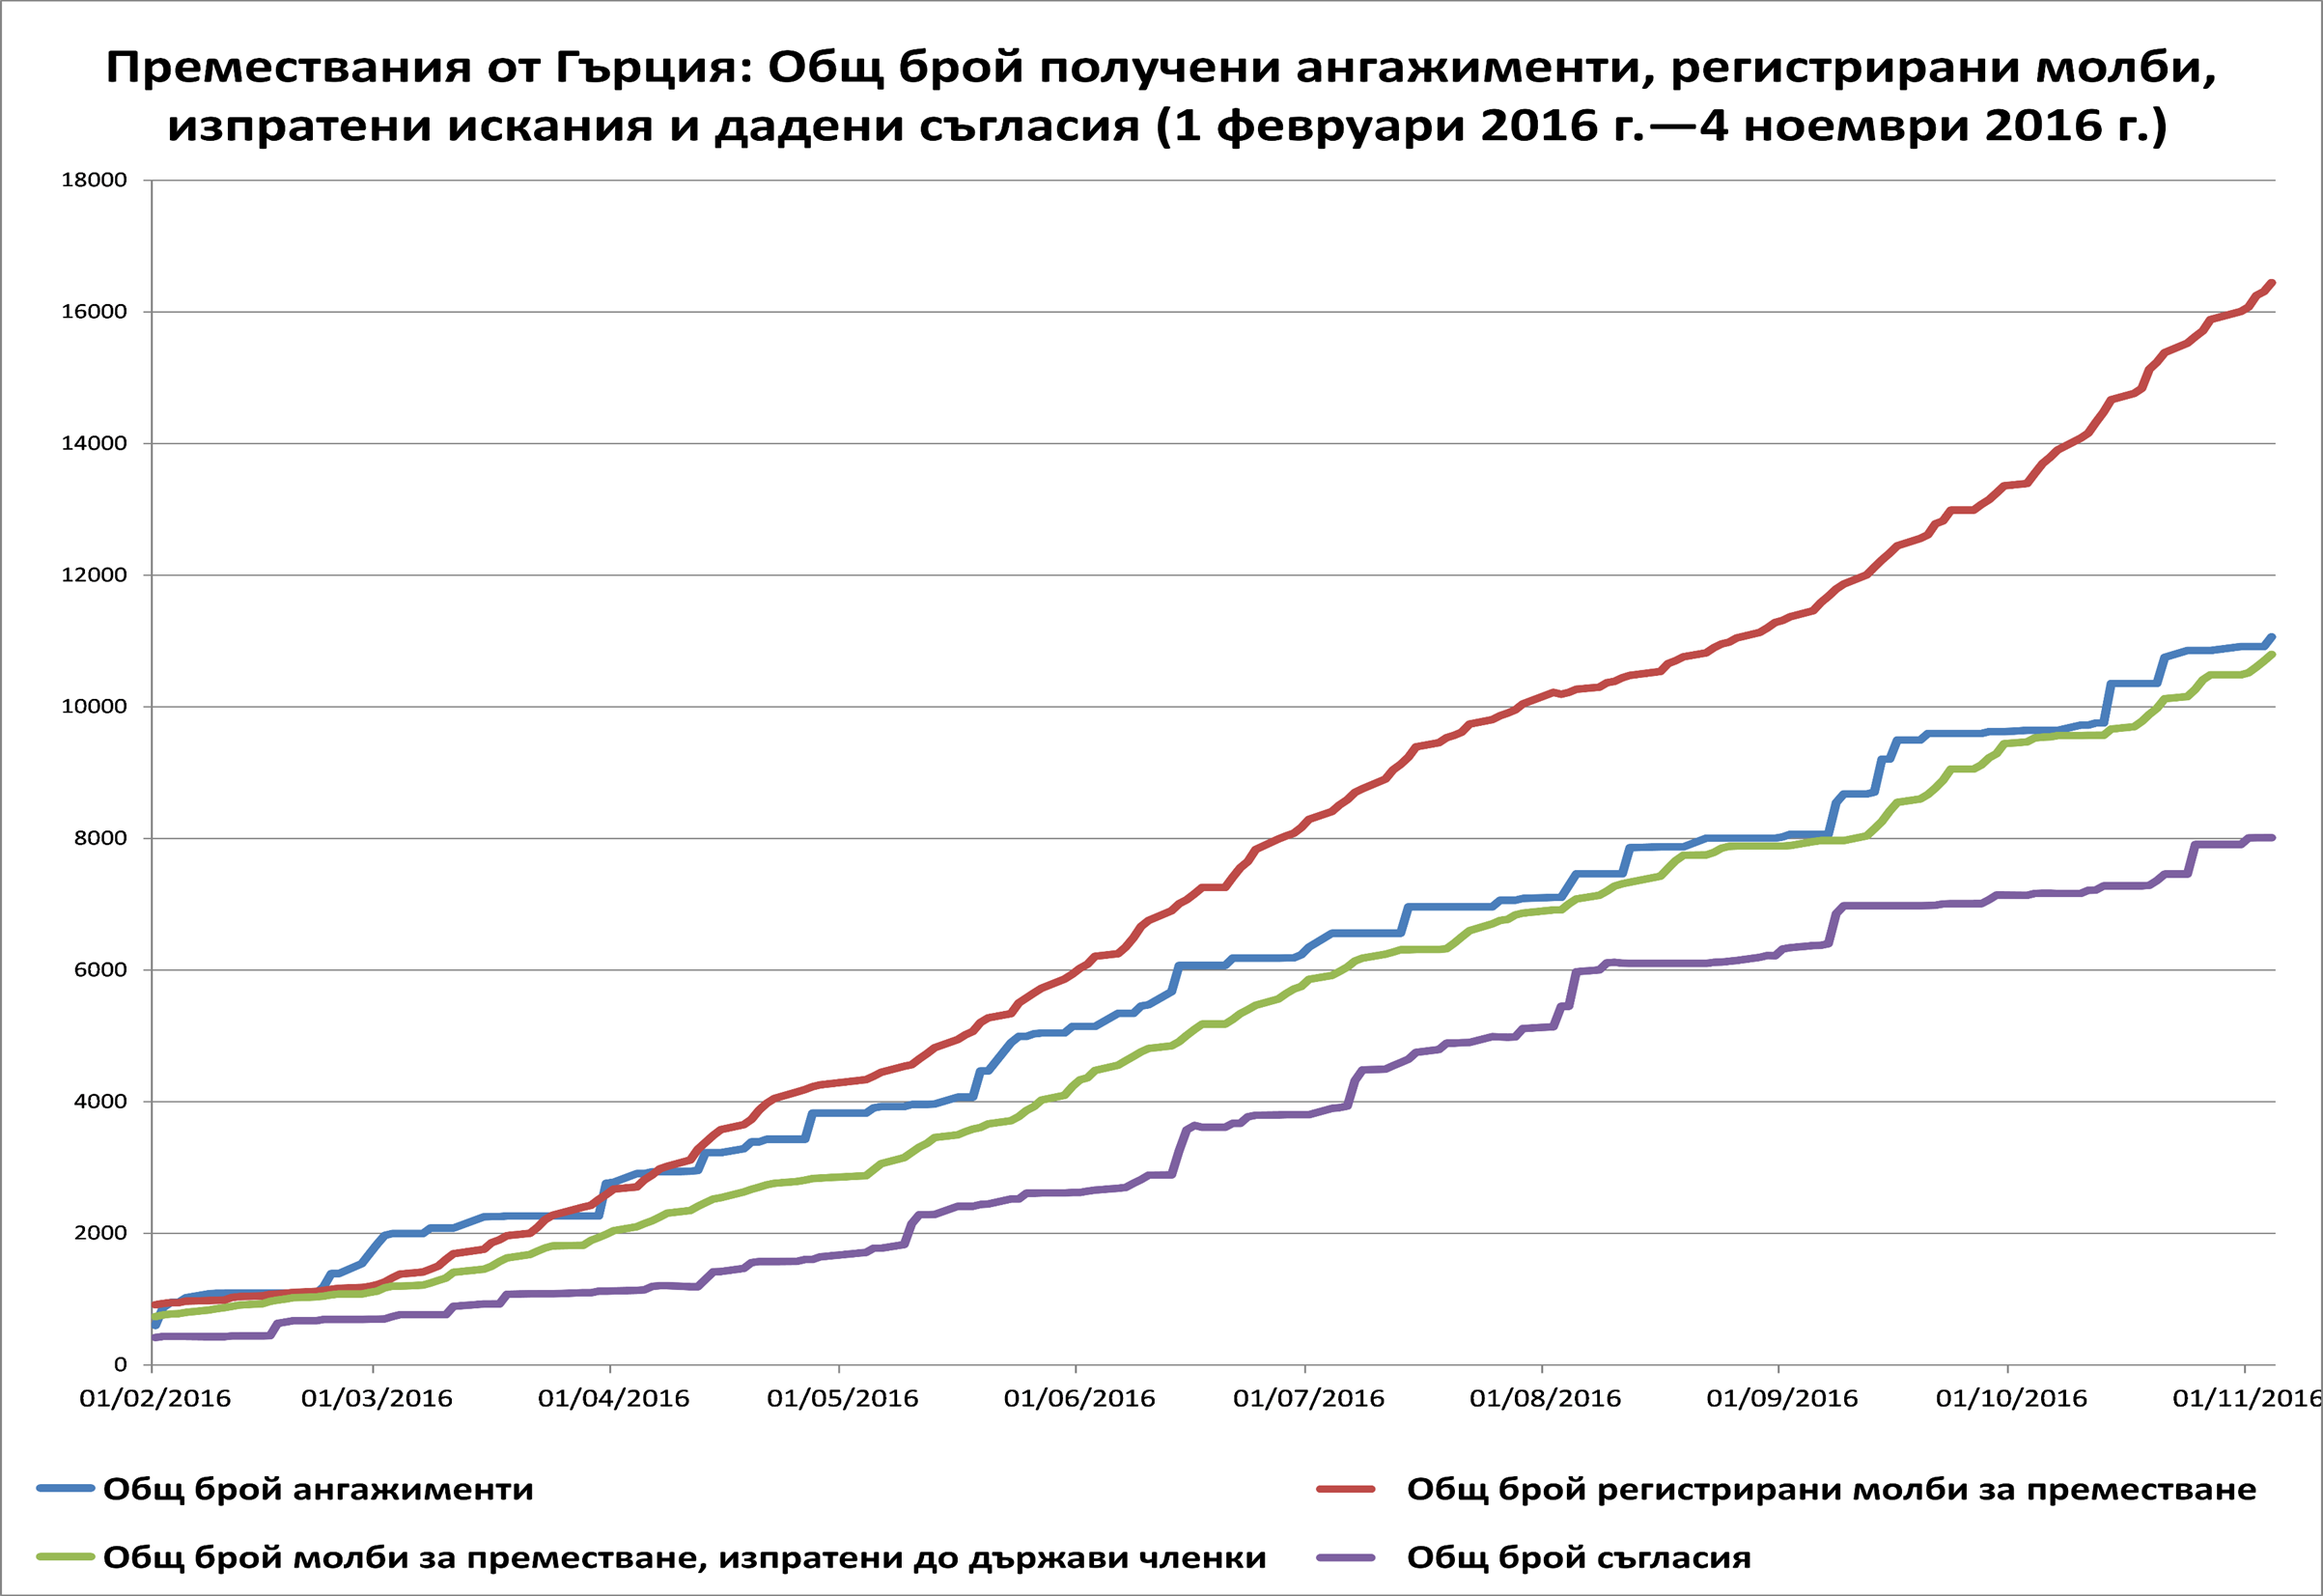 Премествания от Гърция: Общ брой получени ангажименти, регистрирани молби,
изпратени искания и дадени съгласия (1 февруари 2016 г.—4 ноември 2016 г.)
18000
16000
14000
12000
10000
8000
6000
4000
2000
0
01/02/2016 01/03/2016 01/04/2016 01/05/2016 01/06/2016 01/07/2016 01/08/2016 01/09/2016 01/10/2016 01/11/2016
Общ брой ангажименти
Общ брой регистрирани молби за преместване
Общ брой молби за преместване, изпратени до държави членки
Общ брой съгласия